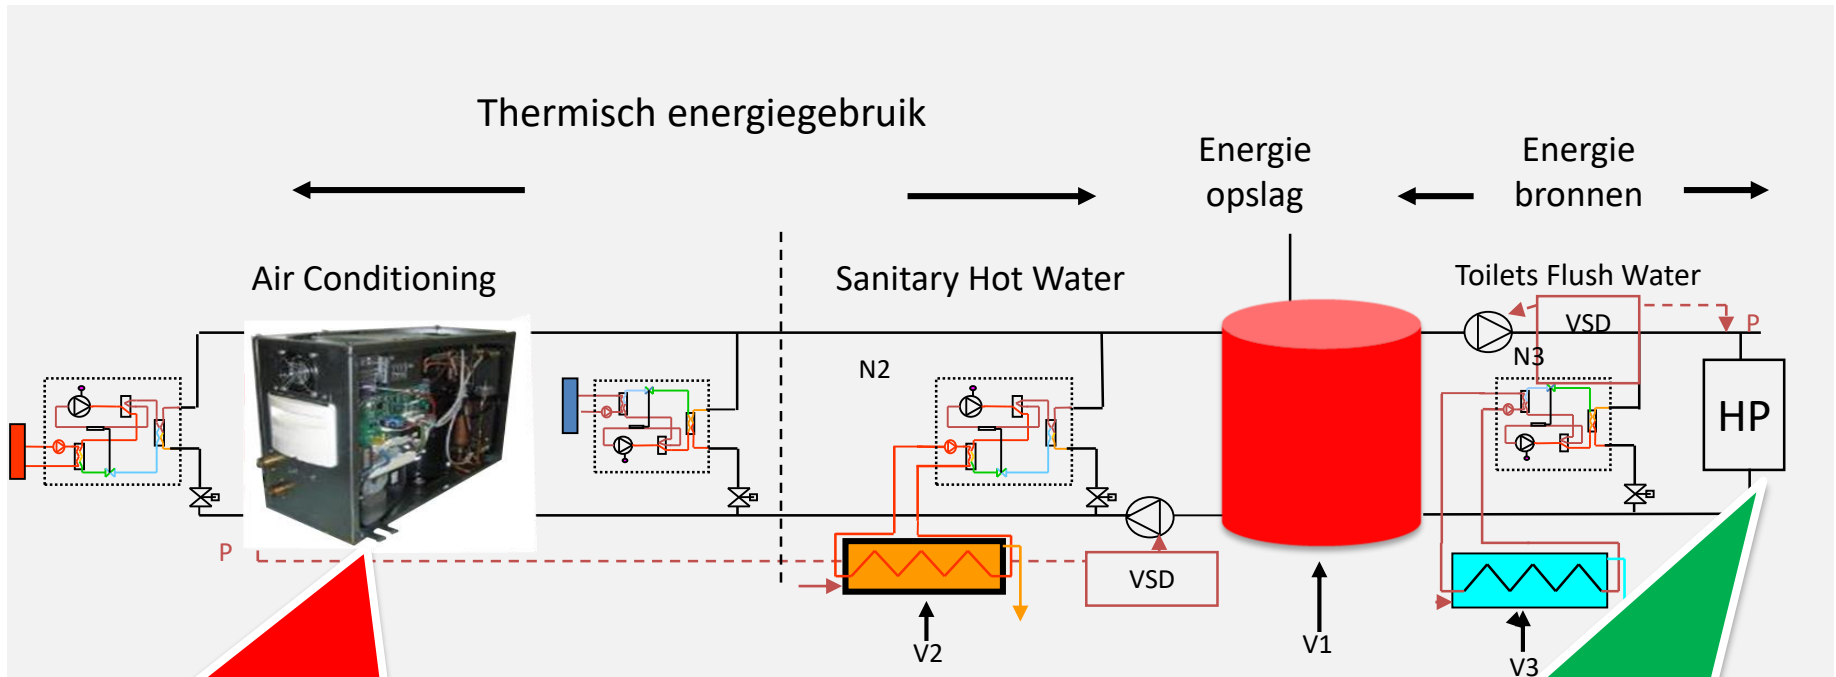 Thermisch energiegebruik
Energie
opslag
Energie
bronnen
Air Conditioning
Sanitary Hot Water
Toilets Flush Water
VSD
P
N2
N3
HP
P
VSD
V2
V1
V3